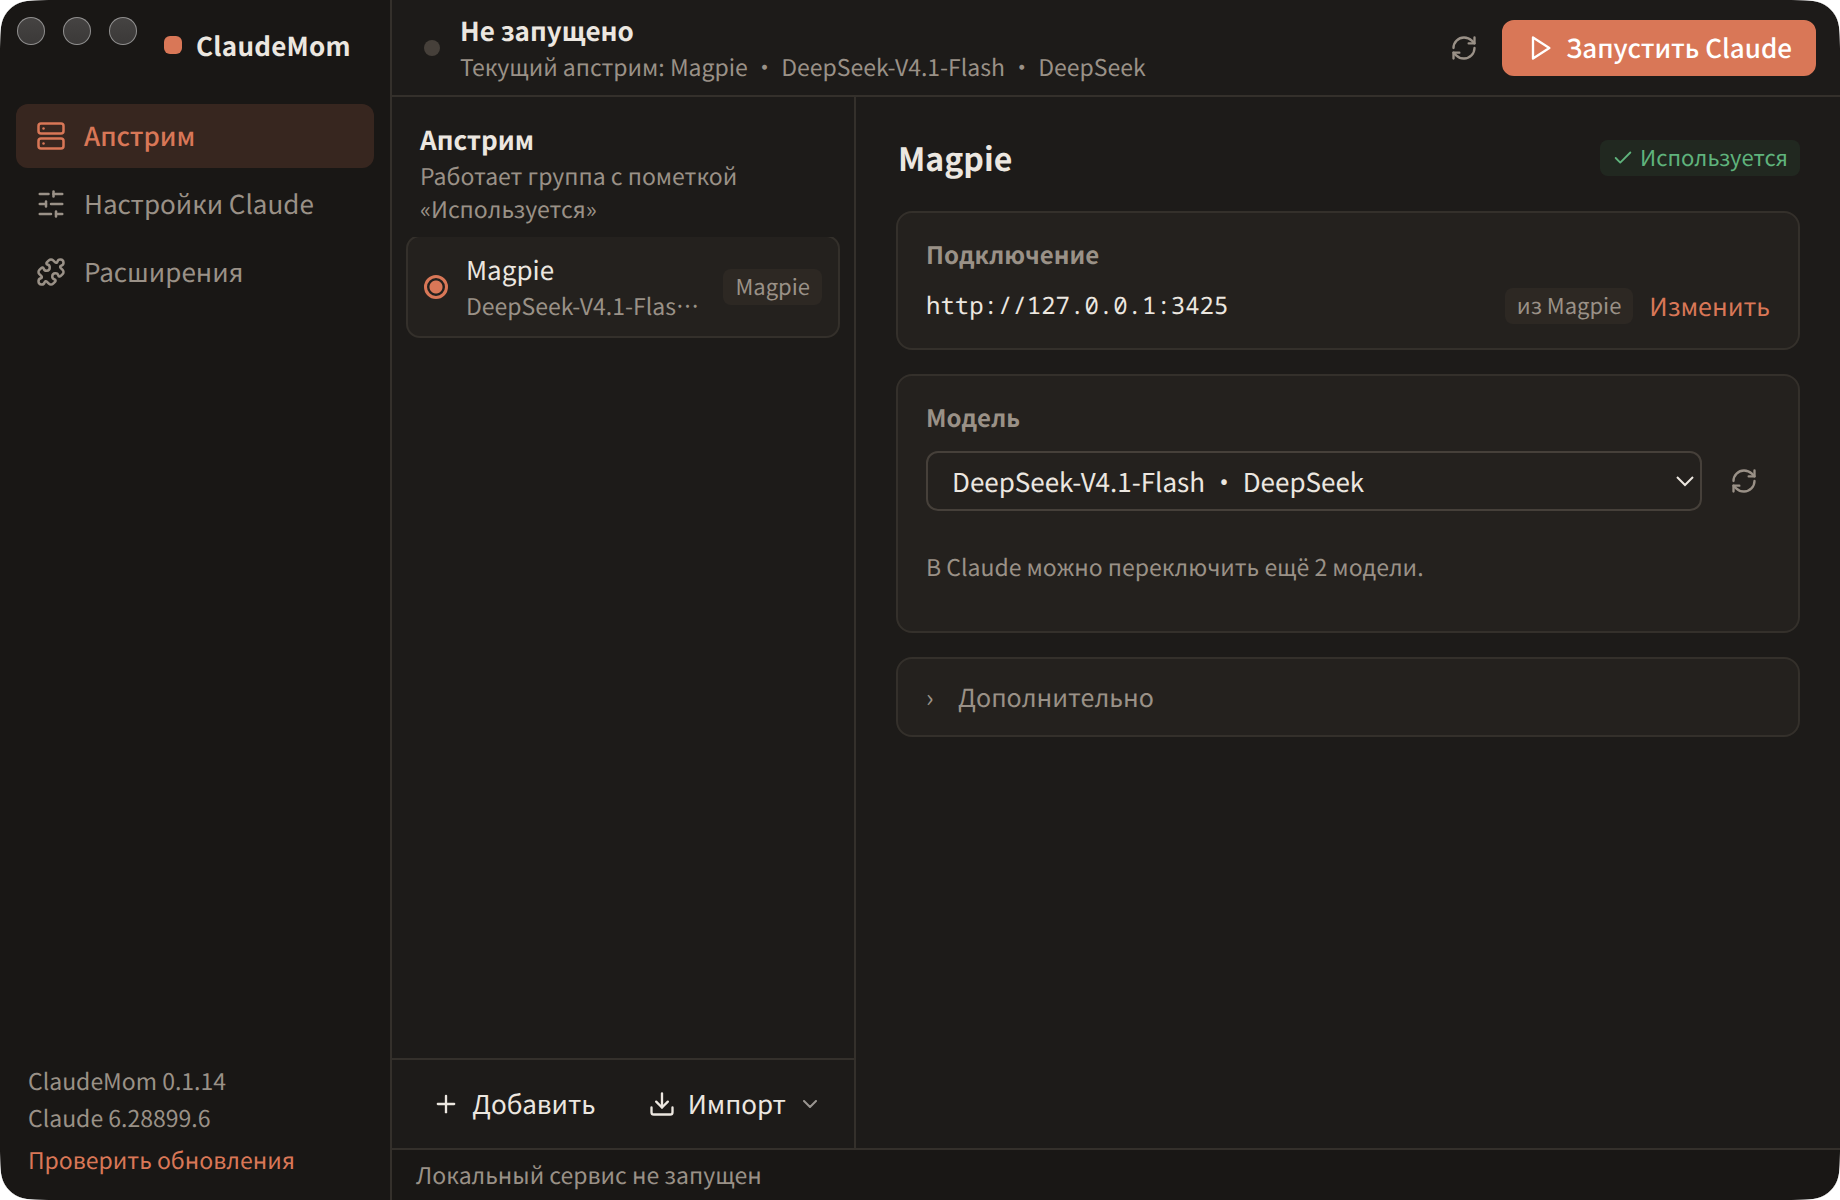 ClaudeMom
Апстрим
Настройки Claude
Расширения
ClaudeMom 0.1.14
Claude 6.28899.6
Проверить обновления
Не запущено
Текущий апстрим: Magpie • DeepSeek-V4.1-Flash • DeepSeek
Запустить Claude
Апстрим
Работает группа с пометкой
«Используется»
Magpie
DeepSeek-V4.1-Flas···
Magpie
Добавить
Импорт
Magpie
Используется
Подключение
http://127.0.0.1:3425
из Magpie
Изменить
Модель
DeepSeek-V4.1-Flash • DeepSeek
В Claude можно переключить ещё 2 модели.
Дополнительно
Локальный сервис не запущен